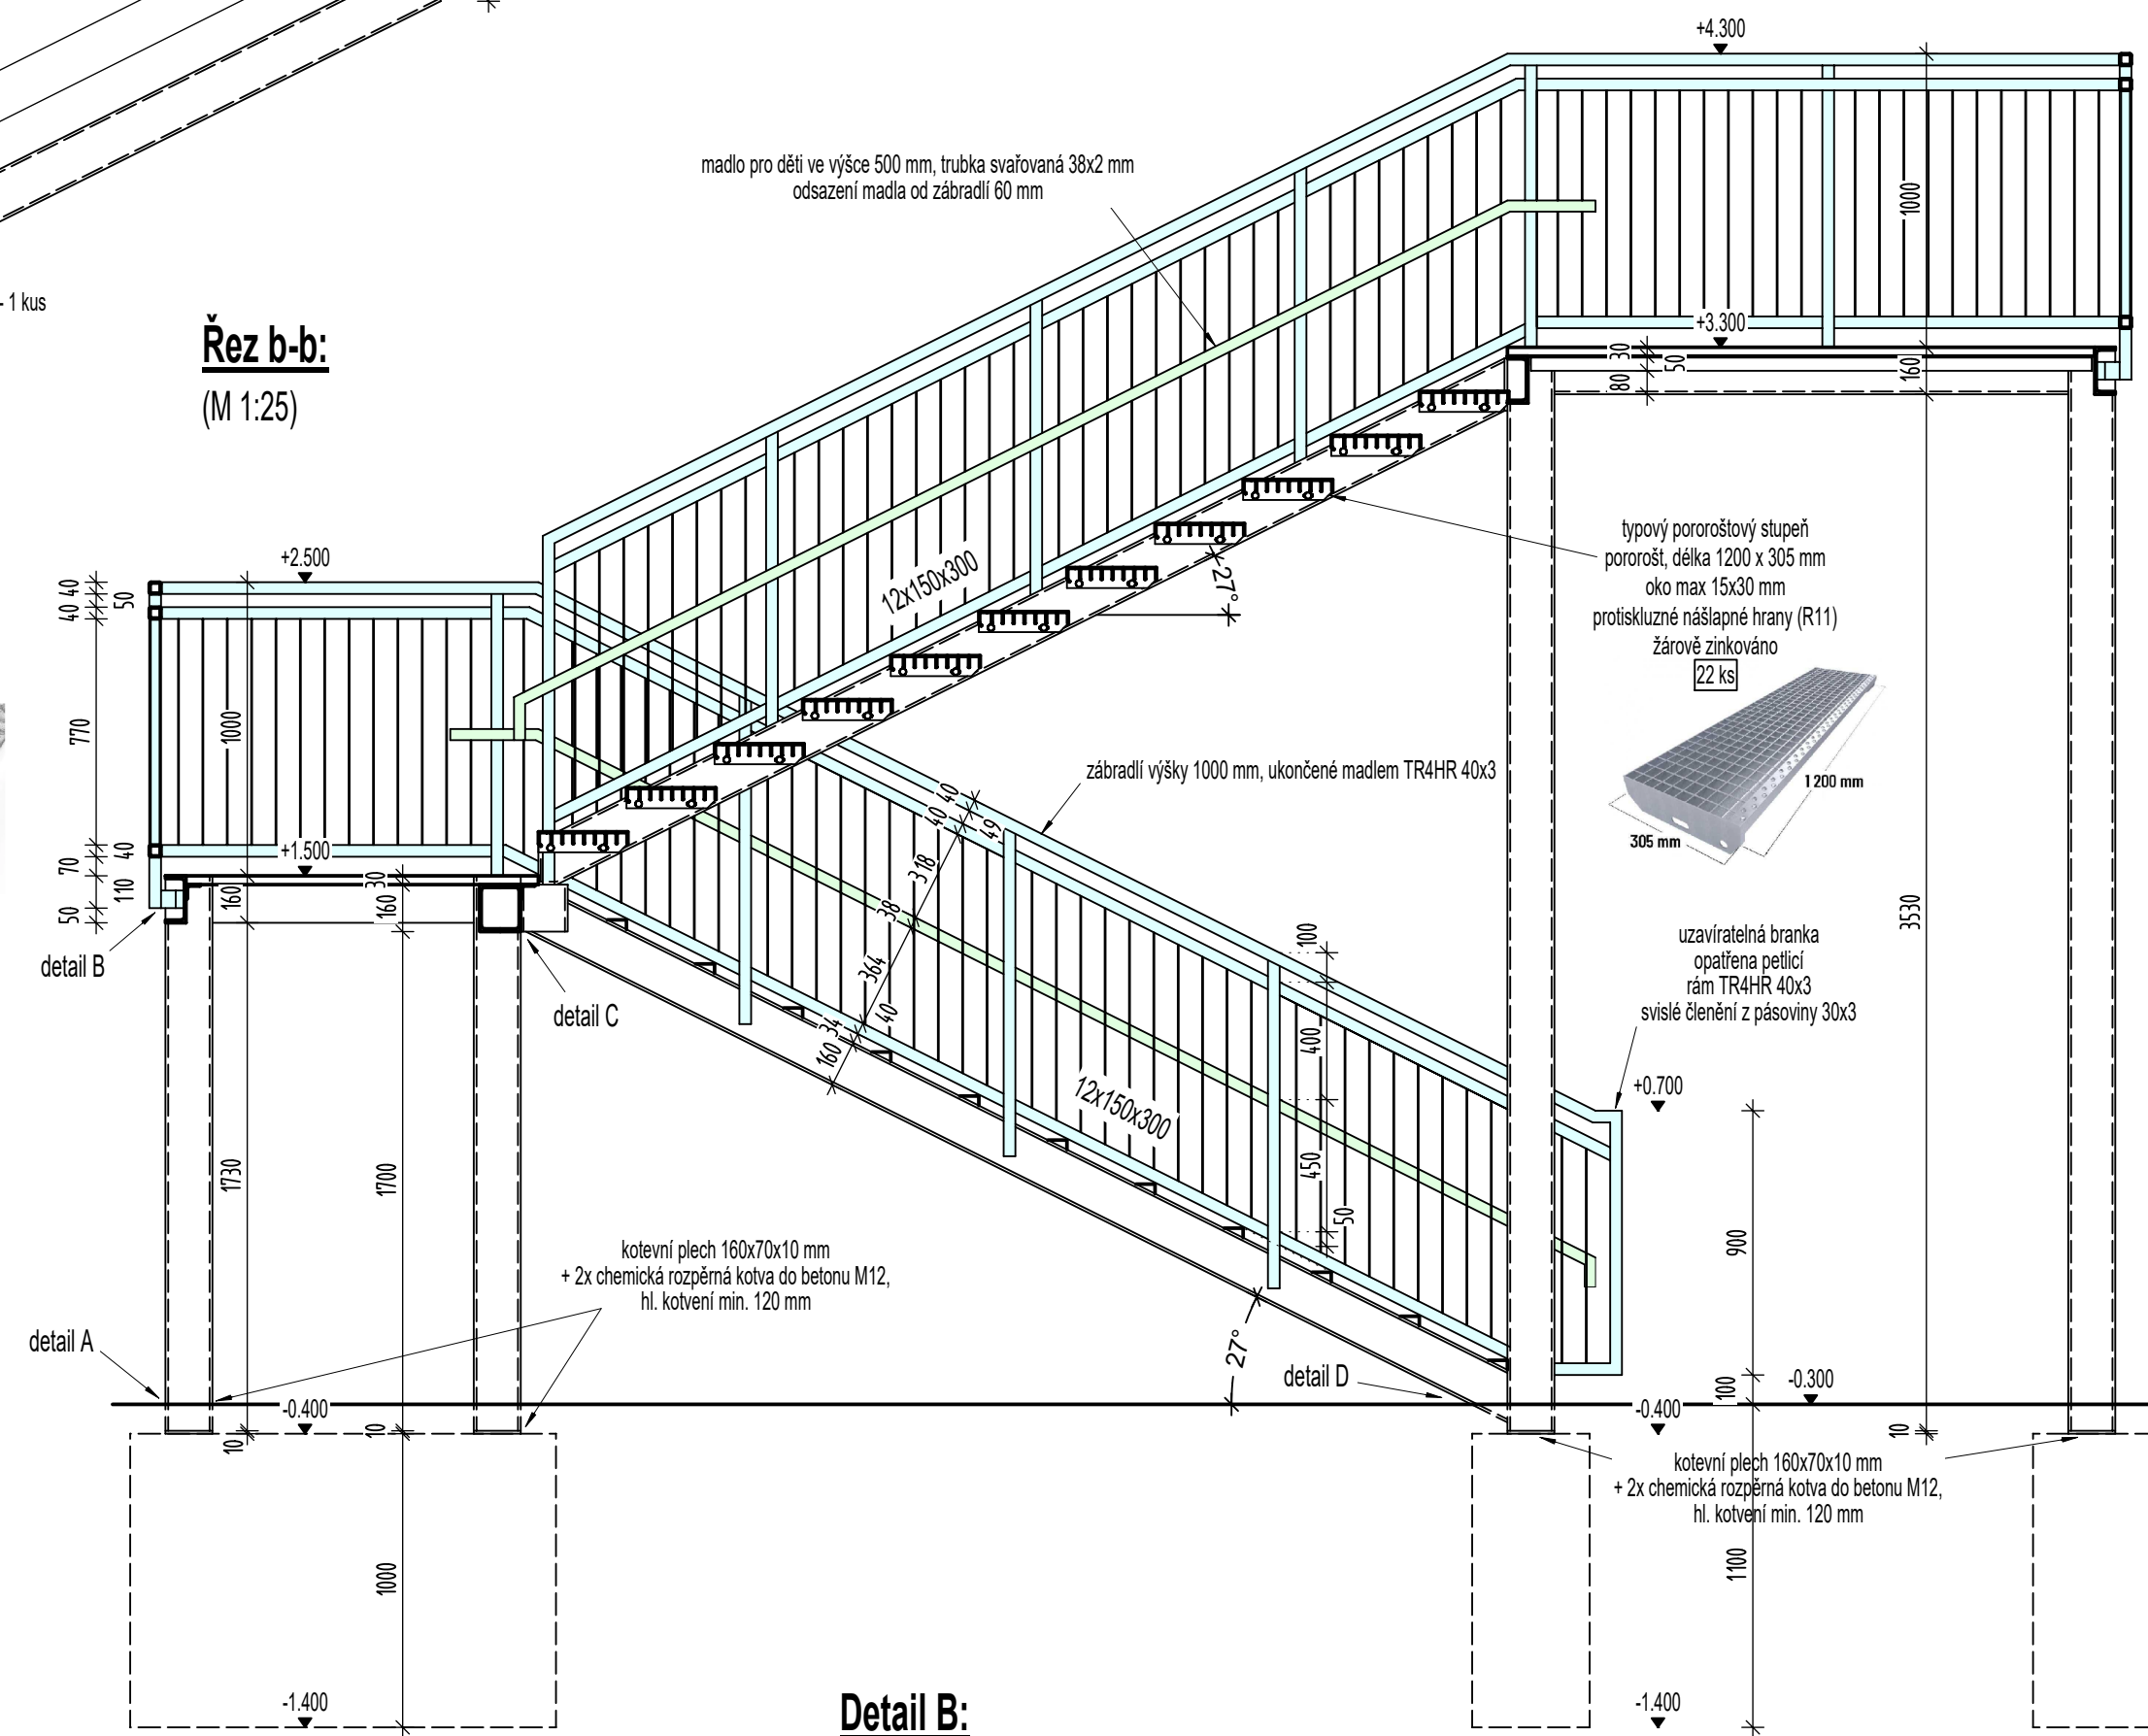 +4.300
madlo pro děti ve výšce 500 mm, trubka svařovaná 38x2 mm
odsazení madla od zábradlí 60 mm
1000
- 1 kus
Řez b-b:
(M 1:25)
+3.300
30
50
80
160
typový pororoštový stupeň
pororošt, délka 1200 x 305 mm
oko max 15x30 mm
protiskluzné nášlapné hrany (R11)
žárově zinkováno
22 ks
1 200 mm
305 mm
12x150x300
27°
+2.500
40
40
50
770
1000
40
70
110
50
+1.500
160
30
160
detail B
detail C
zábradlí výšky 1000 mm, ukončené madlem TR4HR 40x3
40
40
49
318
38
364
40
34
160
12x150x300
100
400
450
50
3530
uzavíratelná branka
opatřena petlicí
rám TR4HR 40x3
svislé členění z pásoviny 30x3
+0.700
900
1730
1700
kotevní plech 160x70x10 mm
+ 2x chemická rozpěrná kotva do betonu M12,
hl. kotvení min. 120 mm
detail A
27°
detail D
100
-0.300
-0.400
10
10
-0.400
10
kotevní plech 160x70x10 mm
+ 2x chemická rozpěrná kotva do betonu M12,
hl. kotvení min. 120 mm
1000
1100
-1.400
-1.400
Detail B: